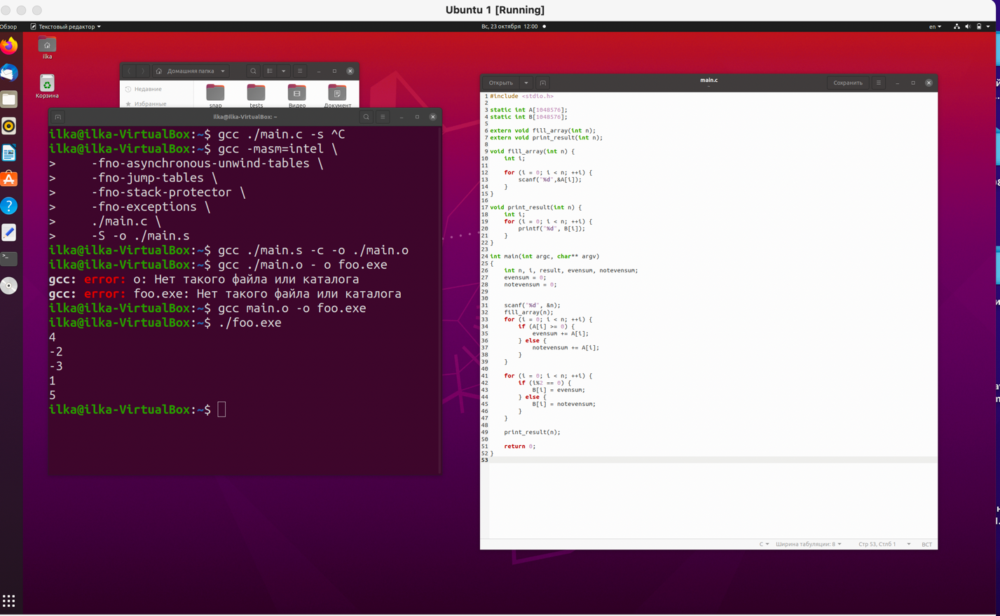 Ubuntu 1 [Running]
Обзор
Текстовый редактор
Вс, 23 октября 12:00
en
ilka
Корзина
Домашняя папка
Недавние
Избранные
snap
tests
Видео
Документ
ilka@ilka-VirtualBox: ~
ilka@ilka-VirtualBox:~$ gcc ./main.c -s ^C
ilka@ilka-VirtualBox:~$ gcc -masm=intel \
>     -fno-asynchronous-unwind-tables \
>     -fno-jump-tables \
>     -fno-stack-protector \
>     -fno-exceptions \
>     ./main.c \
>     -S -o ./main.s
ilka@ilka-VirtualBox:~$ gcc ./main.s -c -o ./main.o
ilka@ilka-VirtualBox:~$ gcc ./main.o - o foo.exe
gcc: error: o: Нет такого файла или каталога
gcc: error: foo.exe: Нет такого файла или каталога
ilka@ilka-VirtualBox:~$ gcc main.o -o foo.exe
ilka@ilka-VirtualBox:~$ ./foo.exe
4
-2
-3
1
5
ilka@ilka-VirtualBox:~$
Открыть
main.c
~
Сохранить
1 #include <stdio.h>
2
3 static int A[1048576];
4 static int B[1048576];
5
6 extern void fill_array(int n);
7 extern void print_result(int n);
8
9 void fill_array(int n) {
10     int i;
11
12     for (i = 0; i < n; ++i) {
13         scanf("%d",&A[i]);
14     }
15 }
16
17 void print_result(int n) {
18     int i;
19     for (i = 0; i < n; ++i) {
20         printf("%d", B[i]);
21     }
22 }
23
24 int main(int argc, char** argv)
25 {
26     int n, i, result, evensum, notevensum;
27     evensum = 0;
28     notevensum = 0;
29
30
31     scanf("%d", &n);
32     fill_array(n);
33     for (i = 0; i < n; ++i) {
34         if (A[i] >= 0) {
35             evensum += A[i];
36         } else {
37             notevensum += A[i];
38         }
39     }
40
41     for (i = 0; i < n; ++i) {
42         if (i%2 == 0) {
43             B[i] = evensum;
44         } else {
45             B[i] = notevensum;
46         }
47     }
48
49     print_result(n);
50
51     return 0;
52 }
53
C
Ширина табуляции: 8
Стр 53, Стлб 1
ВСТ